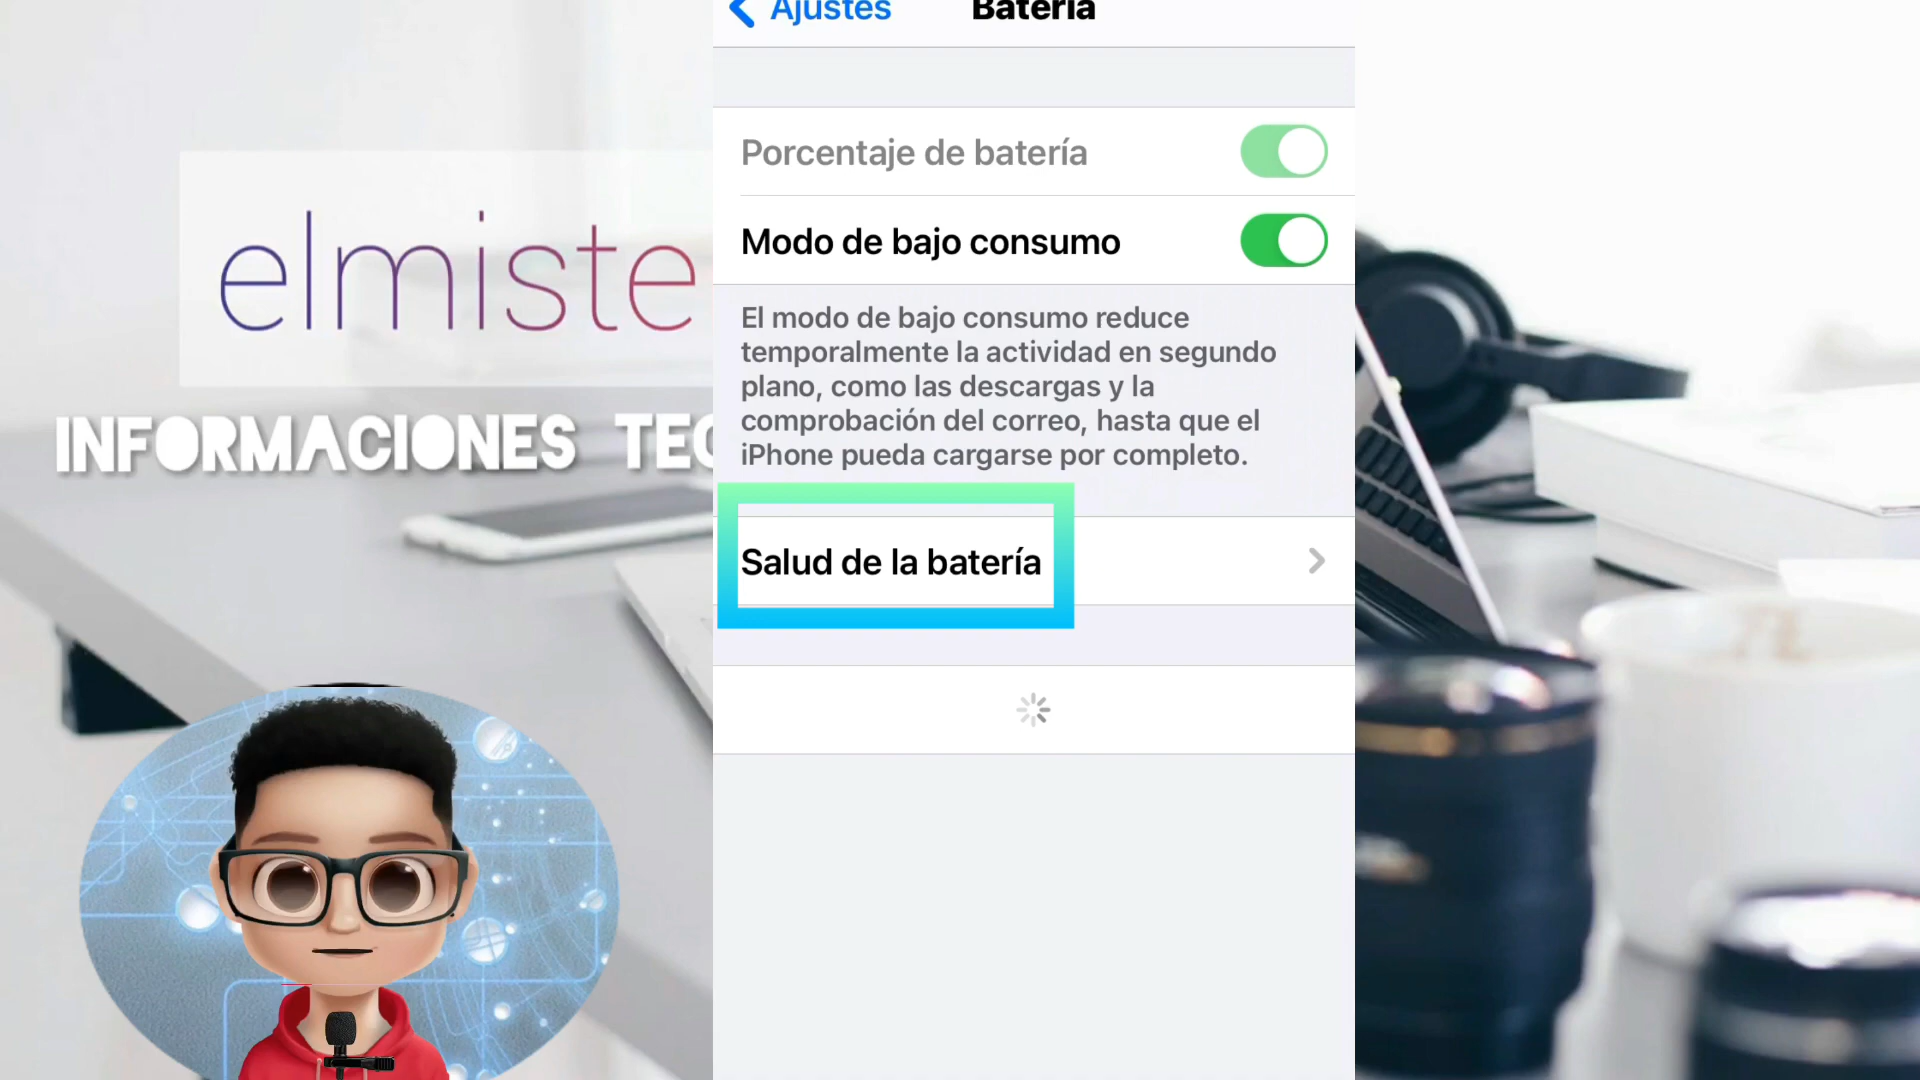 Ajustes
Batería
Porcentaje de batería
Modo de bajo consumo
El modo de bajo consumo reduce
temporalmente la actividad en segundo
plano, como las descargas y la
comprobación del correo, hasta que el
iPhone pueda cargarse por completo.
Salud de la batería
elmiste
INFORMACIONES TEC